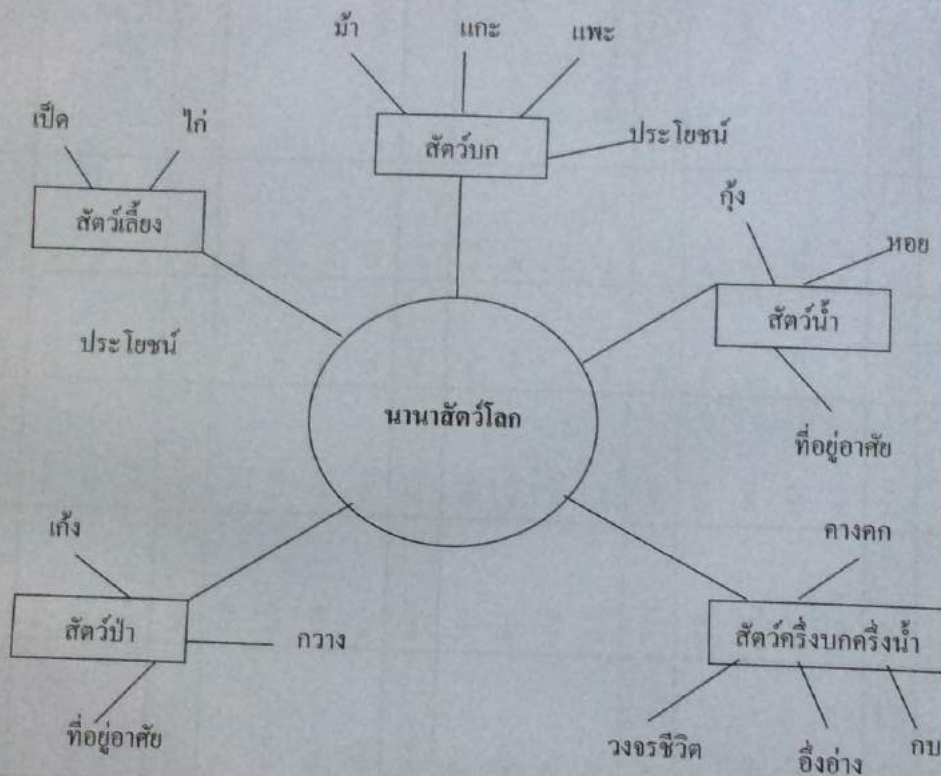 ม้า
แกะ
แพะ
สัตว์บก
ประโยชน์
เป็ด
ไก่
สัตว์เลี้ยง
ประโยชน์
กุ้ง
หอย
สัตว์น้ำ
ที่อยู่อาศัย
นานาสัตว์โลก
เก้ง
สัตว์ป่า
กวาง
ที่อยู่อาศัย
คางคก
สัตว์ครึ่งบกครึ่งน้ำ
วงจรชีวิต
อึ่งอ่าง
กบ